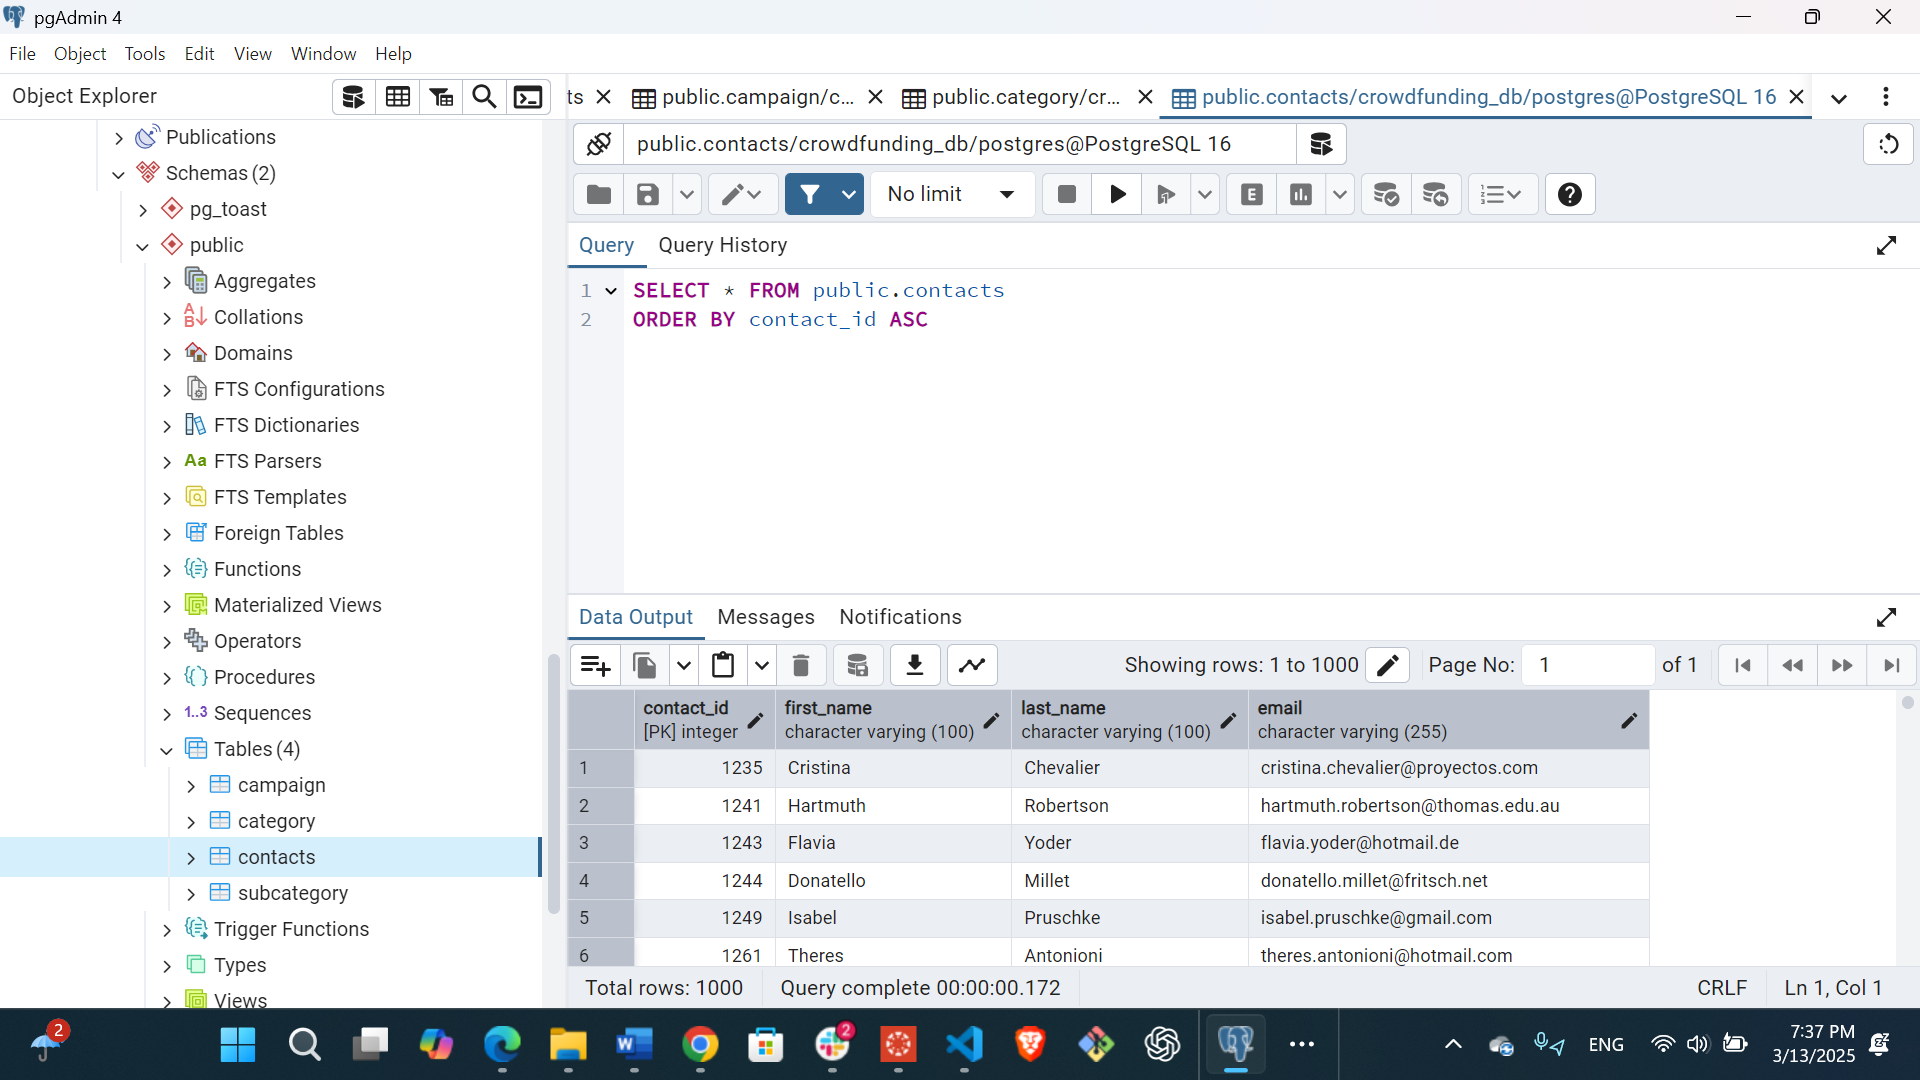 pgAdmin 4
File Object Tools Edit View Window Help
Object Explorer
ts
public.campaign/c...
public.category/cr...
public.contacts/crowdfunding_db/postgres@PostgreSQL 16
public.contacts/crowdfunding_db/postgres@PostgreSQL 16
No limit
E
Query Query History
1 SELECT * FROM public.contacts
2 ORDER BY contact_id ASC
Publications
Schemas (2)
pg_toast
public
Aggregates
Collations
Domains
FTS Configurations
FTS Dictionaries
Aa FTS Parsers
FTS Templates
Foreign Tables
Functions
Materialized Views
Operators
Procedures
1..3 Sequences
Tables (4)
campaign
category
contacts
subcategory
Trigger Functions
Types
Views
Data Output Messages Notifications
Showing rows: 1 to 1000 Page No: 1 of 1
contact_id first_name last_name email
[PK] integer character varying (100) character varying (100) character varying (255)
1 1235 Cristina Chevalier cristina.chevalier@proyectos.com
2 1241 Hartmuth Robertson hartmuth.robertson@thomas.edu.au
3 1243 Flavia Yoder flavia.yoder@hotmail.de
4 1244 Donatello Millet donatello.millet@fritsch.net
5 1249 Isabel Pruschke isabel.pruschke@gmail.com
6 1261 Theres Antonioni theres.antonioni@hotmail.com
Total rows: 1000 Query complete 00:00:00.172 CRLF Ln 1, Col 1
2
2
ENG
7:37 PM
3/13/2025